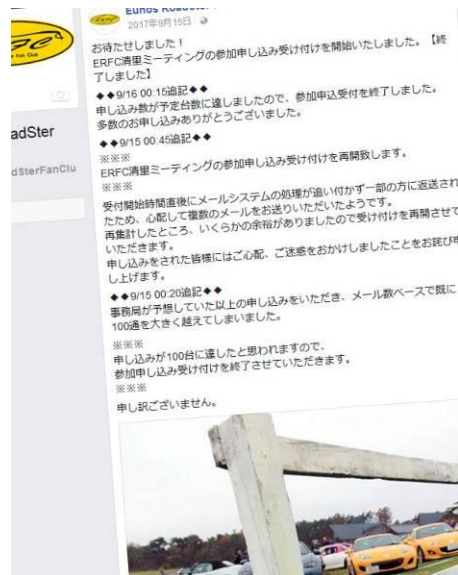 Eunos Roadster
2017年9月15日
お待たせしました！
ERFC清里ミーティングの参加申し込み受け付けを開始いたしました。【終
了しました】
◆◆9/16 00:15追記◆◆
申し込み数が予定台数に達しましたので、参加申込受付を終了しました。
多数のお申し込みありがとうございました。
◆◆9/15 00:45追記◆◆
※※※
ERFC清里ミーティングの参加申し込み受け付けを再開致します。
※※※
受付開始時間直後にメールシステムの処理が追い付かず一部の方に返送され
たため、心配して複数のメールをお送りいただいたようです。
再集計したところ、いくらかの余裕がありましたので受け付けを再開させて
いただきます。
申し込みをされた皆様にはご心配、ご迷惑をおかけしましたことをお詫び申
し上げます。
◆◆9/15 00:20追記◆◆
事務局が予想していた以上の申し込みをいただき、メール数ベースで既に
100通を大きく越えてしまいました。
※※※
申し込みが100台に達したと思われますので、
参加申し込み受け付けを終了させていただきます。
※※※
申し訳ございません。
Fan Club
adSter
dSterFanClu